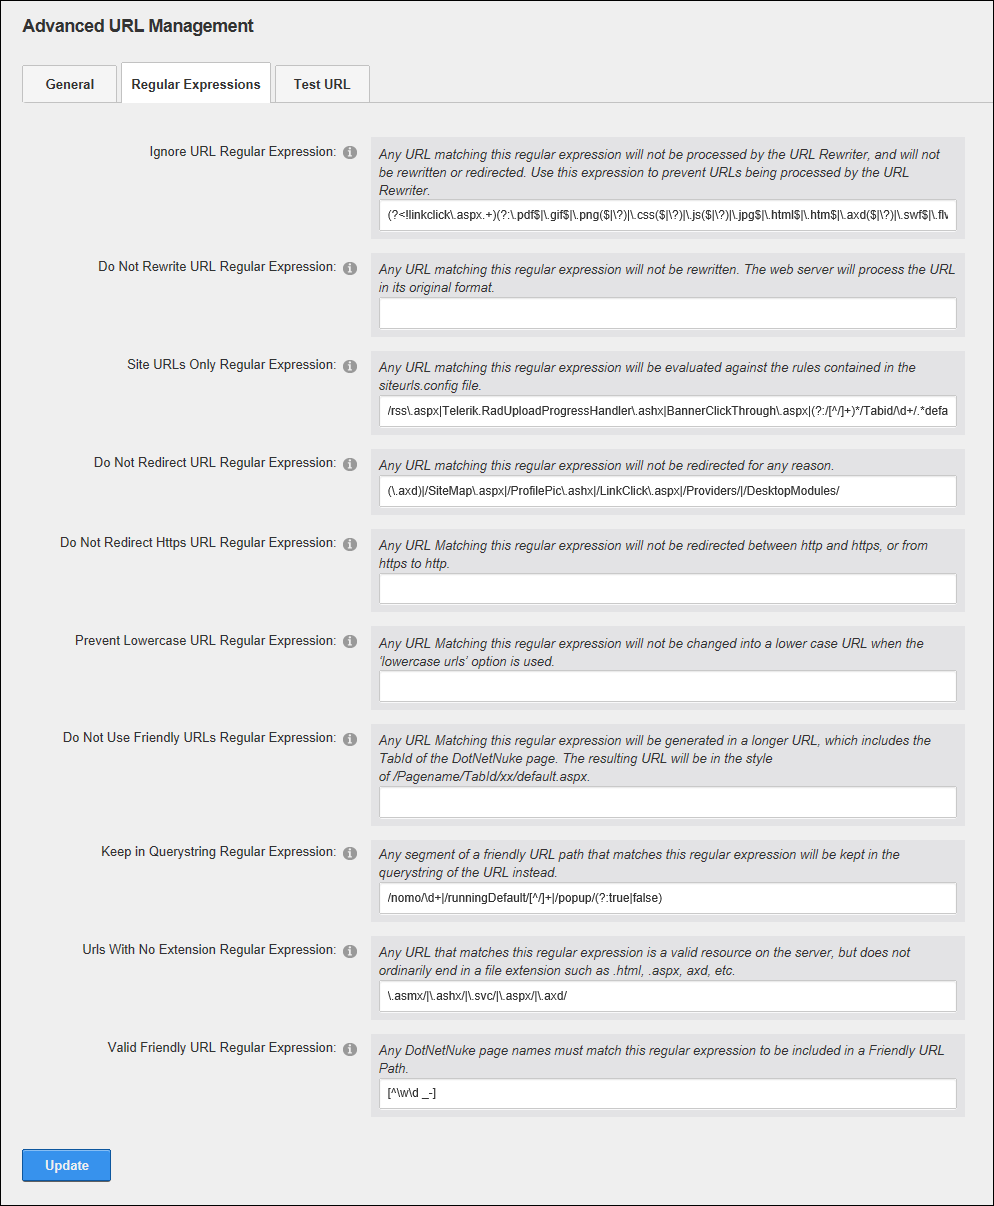 Advanced URL Management
General
Regular Expressions
Test URL
Ignore URL Regular Expression:
Any URL matching this regular expression will not be processed by the URL Rewriter, and will not
be rewritten or redirected. Use this expression to prevent URLs being processed by the URL
Rewriter.
(?<!linkclick\.aspx.+)(?:\.pdf$|\.gif$|\.png($|\?)|\.css($|\?)|\.js($|\?)|\.jpg$|\.html$|\.htm$|\.axd($|\?)|\.swf$|\.flv
Do Not Rewrite URL Regular Expression:
Any URL matching this regular expression will not be rewritten. The web server will process the URL
in its original format.
Site URLs Only Regular Expression:
Any URL matching this regular expression will be evaluated against the rules contained in the
siteurls.config file.
/rss\.aspx|Telerik.RadUploadProgressHandler\.ashx|BannerClickThrough\.aspx|(?:/[^/]+)*/Tabid/\d+/.*defa
Do Not Redirect URL Regular Expression:
Any URL matching this regular expression will not be redirected for any reason.
(\.axd)|/SiteMap\.aspx|/ProfilePic\.ashx|/LinkClick\.aspx|/Providers/|/DesktopModules/
Do Not Redirect Https URL Regular Expression:
Any URL Matching this regular expression will not be redirected between http and https, or from
https to http.
Prevent Lowercase URL Regular Expression:
Any URL Matching this regular expression will not be changed into a lower case URL when the
'lowercase urls' option is used.
Do Not Use Friendly URLs Regular Expression:
Any URL Matching this regular expression will be generated in a longer URL, which includes the
TabId of the DotNetNuke page. The resulting URL will be in the style
of /Pagename/TabId/xx/default.aspx.
Keep in Querystring Regular Expression:
Any segment of a friendly URL path that matches this regular expression will be kept in the
querystring of the URL instead.
/nomo/\d+|/runningDefault/[^/]+|/popup/(?:true|false)
Urls With No Extension Regular Expression:
Any URL that matches this regular expression is a valid resource on the server, but does not
ordinarily end in a file extension such as .html, .aspx, axd, etc.
\.asmx/|\.ashx/|\.svc/|\.aspx/|\.axd/
Valid Friendly URL Regular Expression:
Any DotNetNuke page names must match this regular expression to be included in a Friendly URL
Path.
[^\w\d _-]
Update